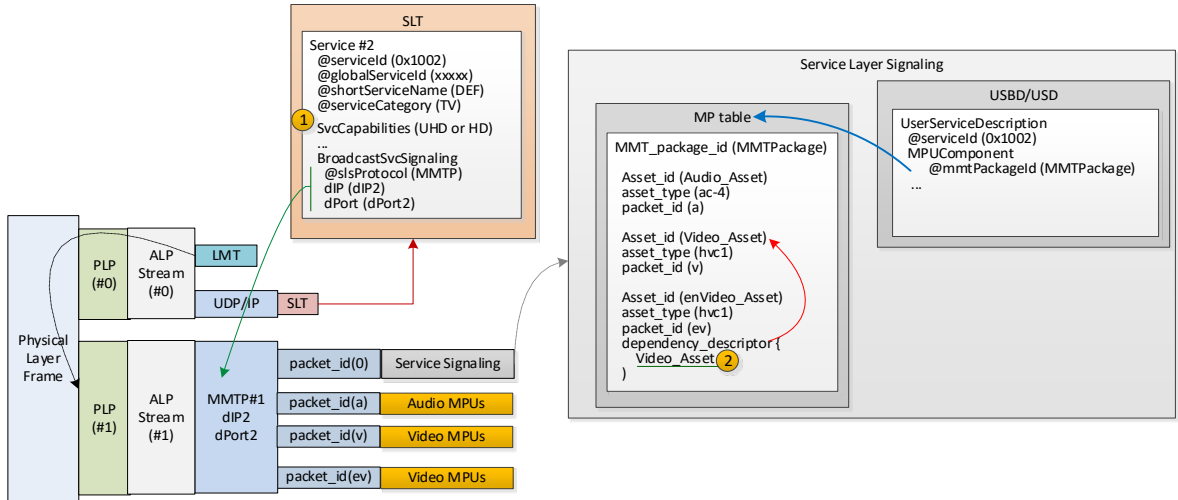 SLT
Service #2
@serviceId (0x1002)
@globalServiceId (xxxxx)
@shortServiceName (DEF)
@serviceCategory (TV)
1
SvcCapabilities (UHD or HD)
...
BroadcastSvcSignaling
@slsProtocol (MMTP)
dIP (dIP2)
dPort (dPort2)
Service Layer Signaling
MP table
MMT_package_id (MMTPackage)
Asset_id (Audio_Asset)
asset_type (ac-4)
packet_id (a)
Asset_id (Video_Asset)
asset_type (hvc1)
packet_id (v)
Asset_id (enVideo_Asset)
asset_type (hvc1)
packet_id (ev)
dependency_descriptor {
Video_Asset
2
)
USBD/USD
UserServiceDescription
@serviceId (0x1002)
MPUComponent
@mmtPackageId (MMTPackage)
...
Physical
Layer
Frame
PLP
(#0)
ALP
Stream
(#0)
LMT
UDP/IP
SLT
PLP
(#1)
ALP
Stream
(#1)
MMTP#1
dIP2
dPort2
packet_id(0)
Service Signaling
packet_id(a)
Audio MPUs
packet_id(v)
Video MPUs
packet_id(ev)
Video MPUs